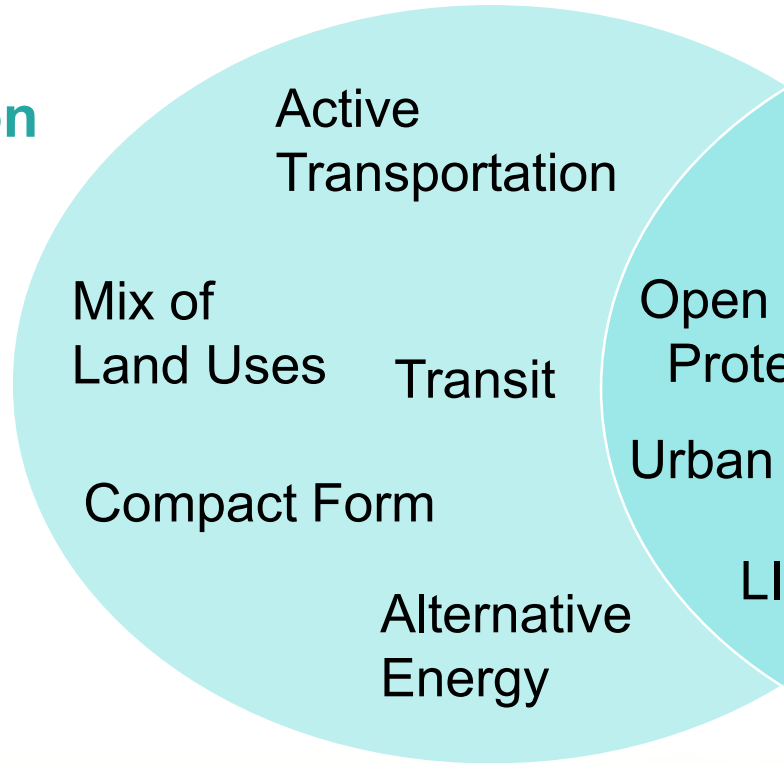 Active
Transportation
Mix of
Land Uses
Transit
Compact Form
Alternative
Energy
Open
Urban